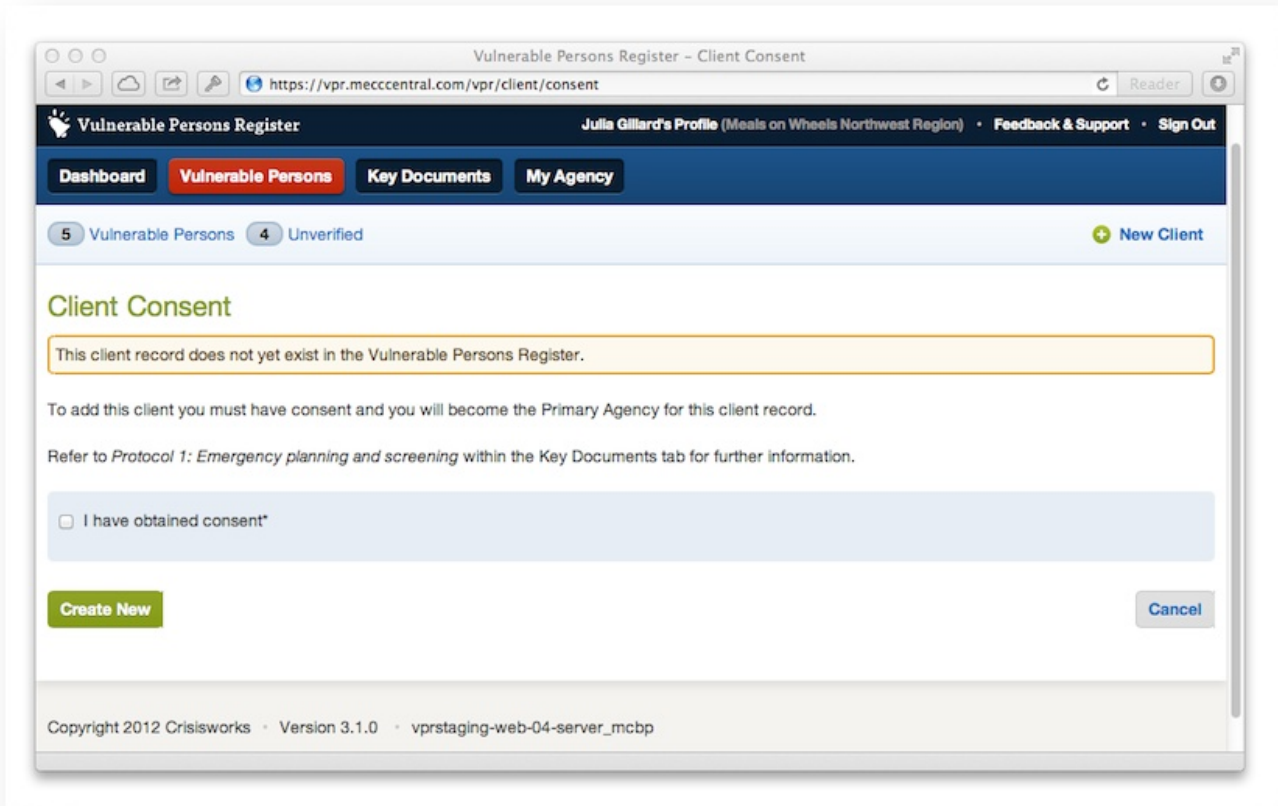 Vulnerable Persons Register – Client Consent
https://vpr.mecccentral.com/vpr/client/consent
Reader
Vulnerable Persons Register
Julia Gillard's Profile (Meals on Wheels Northwest Region) • Feedback & Support • Sign Out
Dashboard Vulnerable Persons Key Documents My Agency
5 Vulnerable Persons 4 Unverified
New Client
Client Consent
This client record does not yet exist in the Vulnerable Persons Register.
To add this client you must have consent and you will become the Primary Agency for this client record.
Refer to Protocol 1: Emergency planning and screening within the Key Documents tab for further information.
I have obtained consent*
Create New
Cancel
Copyright 2012 Crisisworks • Version 3.1.0 • vprstaging-web-04-server_mcbp